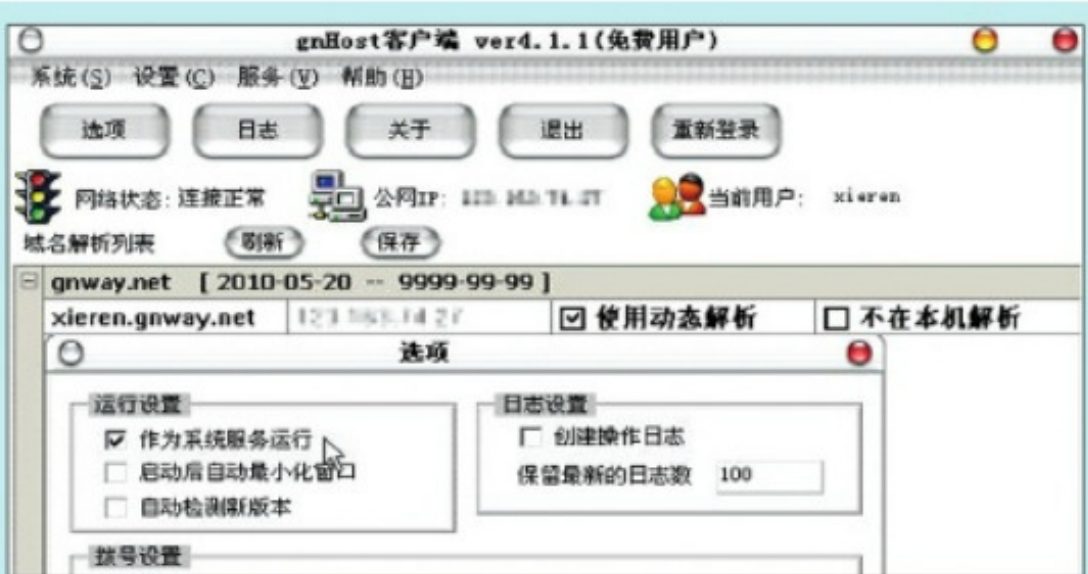 gnHost客户端 ver4.1.1(免费用户)
系统(S) 设置(C) 服务(V) 帮助(H)
选项 日志 关于 退出 重新登录
网络状态: 连接正常 公网IP: 当前用户: xieren
域名解析列表 刷新 保存
gnway.net [ 2010-05-20 -- 9999-99-99 ]
xieren.gnway.net 使用动态解析 不在本机解析
选项
运行设置 日志设置
作为系统服务运行 创建操作日志
启动后自动最小化窗口 保留最新的日志数 100
自动检测新版本
拨号设置